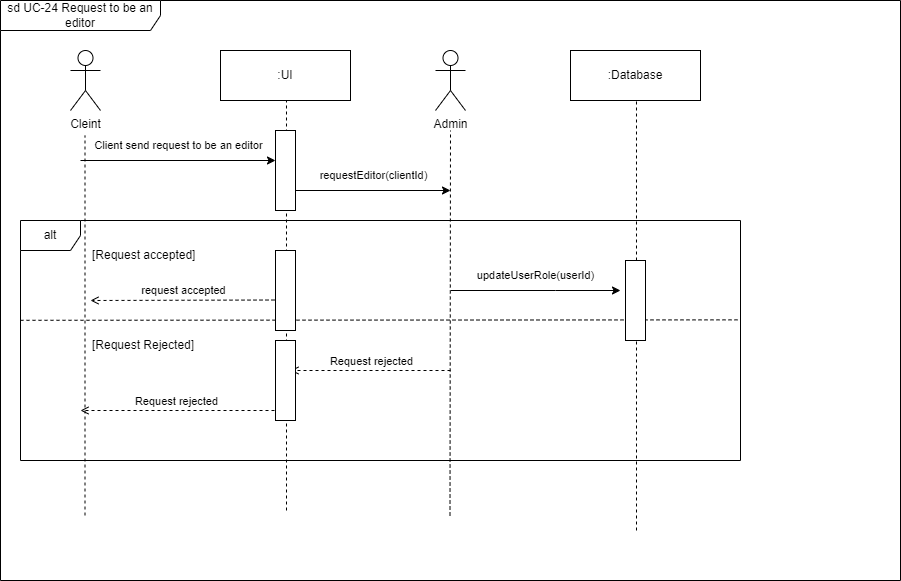 sd UC-24 Request to be an
editor
:UI
:Database
Cleint
Admin
Client send request to be an editor
requestEditor(clientId)
alt
[Request accepted]
updateUserRole(userId)
request accepted
[Request Rejected]
Request rejected
Request rejected